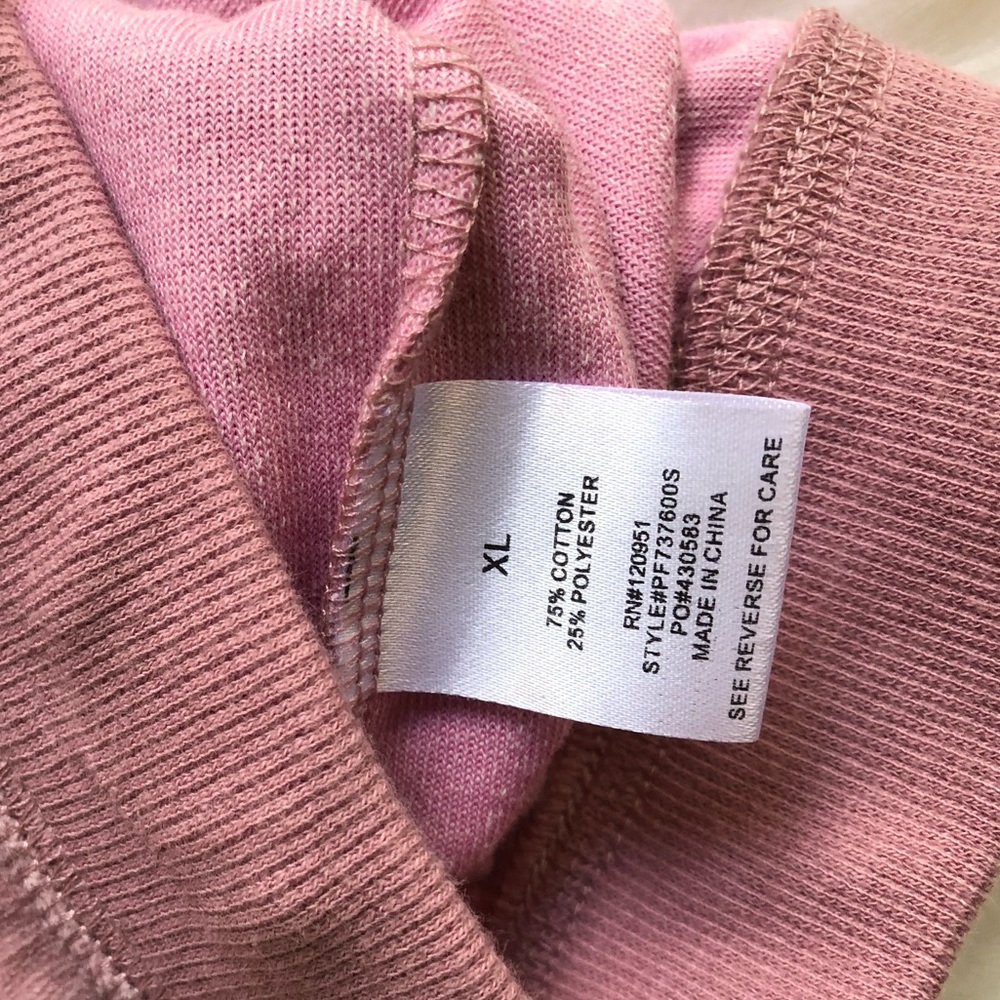 XL
75% COTTON
25% POLYESTER
RN#120951
STYLE#PF737600S
PO#430583
MADE IN CHINA
SEE REVERSE FOR CARE